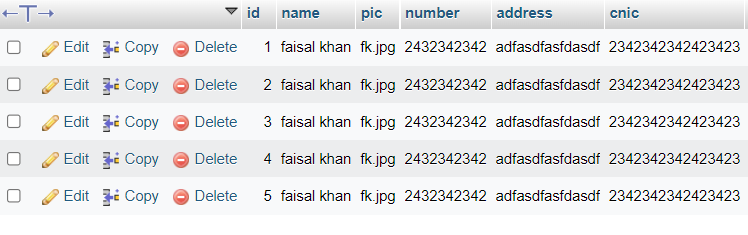 id name pic number address cnic
Edit Copy Delete 1 faisal khan fk.jpg 2432342342 adfasdfasfdasdf 2342342342423423
Edit Copy Delete 2 faisal khan fk.jpg 2432342342 adfasdfasfdasdf 2342342342423423
Edit Copy Delete 3 faisal khan fk.jpg 2432342342 adfasdfasfdasdf 2342342342423423
Edit Copy Delete 4 faisal khan fk.jpg 2432342342 adfasdfasfdasdf 2342342342423423
Edit Copy Delete 5 faisal khan fk.jpg 2432342342 adfasdfasfdasdf 2342342342423423